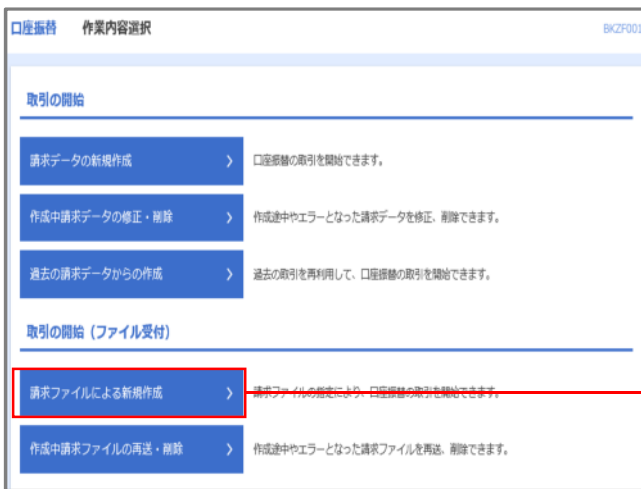 口座振替 作業内容選択 BKZF001
取引の開始
請求データの新規作成 > 口座振替の取引を開始できます。
作成中請求データの修正・削除 > 作成途中やエラーとなった請求データを修正、削除できます。
過去の請求データからの作成 > 過去の取引を再利用して、口座振替の取引を開始できます。
取引の開始（ファイル受付）
請求ファイルによる新規作成 > 請求ファイルの指定により、口座振替の取引を開始できます。
作成中請求ファイルの再送・削除 > 作成途中やエラーとなった請求ファイルを再送、削除できます。